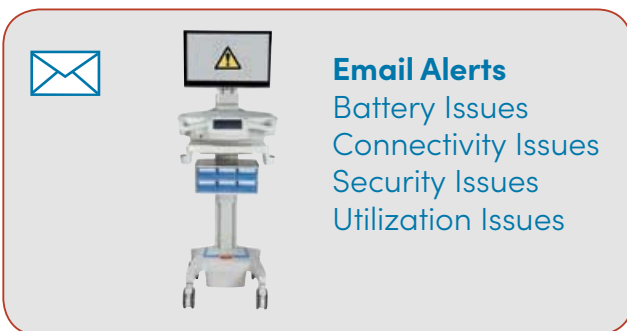 Email Alerts
Battery Issues
Connectivity Issues
Security Issues
Utilization Issues